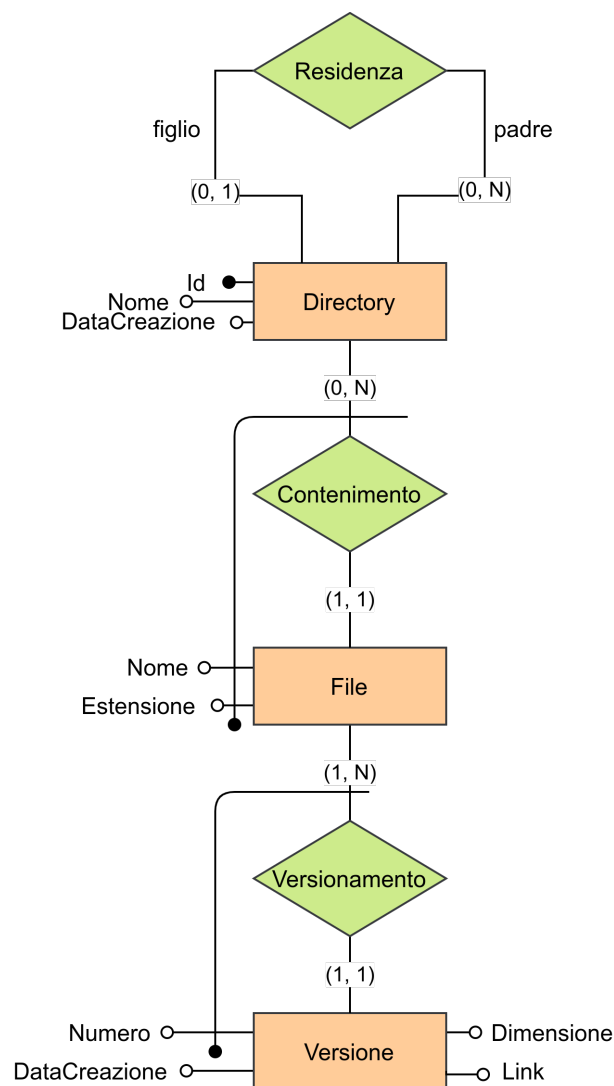 Residenza
figlio
padre
(0, 1)
(0, N)
Id
Nome
DataCreazione
Directory
(0, N)
Contenimento
(1, 1)
Nome
Estensione
File
(1, N)
Versionamento
(1, 1)
Numero
DataCreazione
Versione
Dimensione
Link